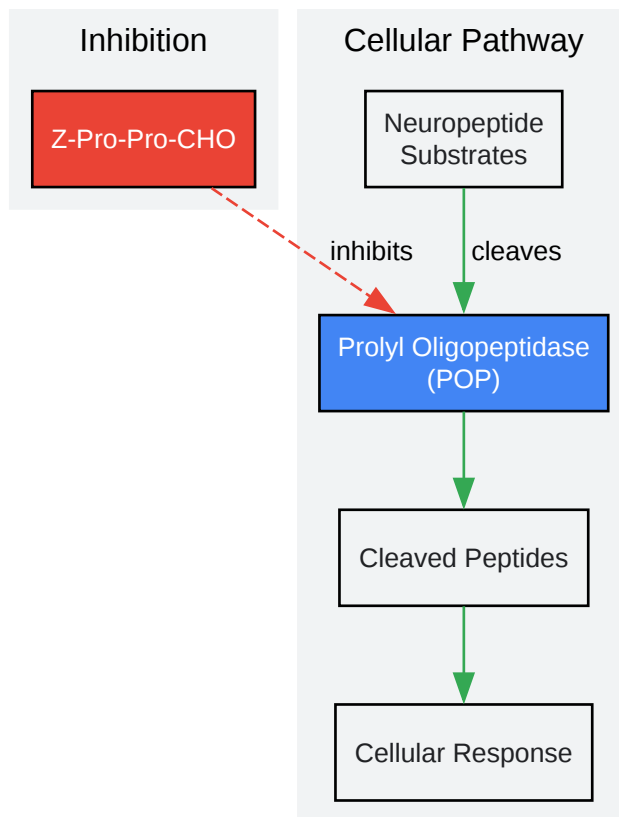 Inhibition
Z-Pro-Pro-CHO
Cellular Pathway
Neuropeptide
Substrates
inhibits
cleaves
Prolyl Oligopeptidase
(POP)
Cleaved Peptides
Cellular Response